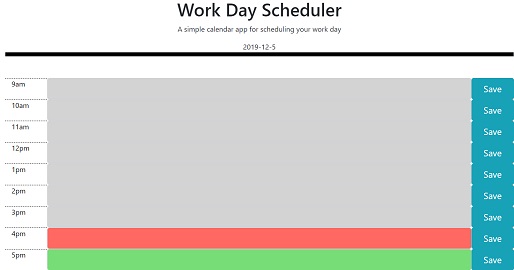 Work Day Scheduler
A simple calendar app for scheduling your work day
2019-12-5
9am Save
10am Save
11am Save
12pm Save
1pm Save
2pm Save
3pm Save
4pm Save
5pm Save